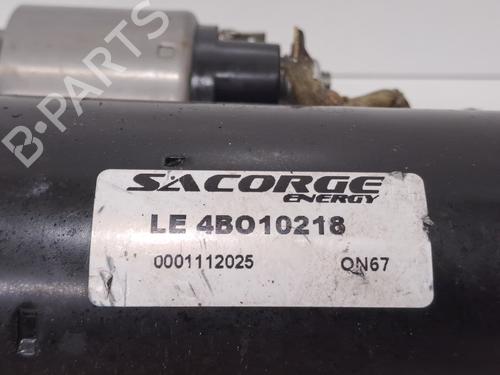 B-PARTS
SACORGE
ENERGY
LE 4BO10218
0001112025 ON67